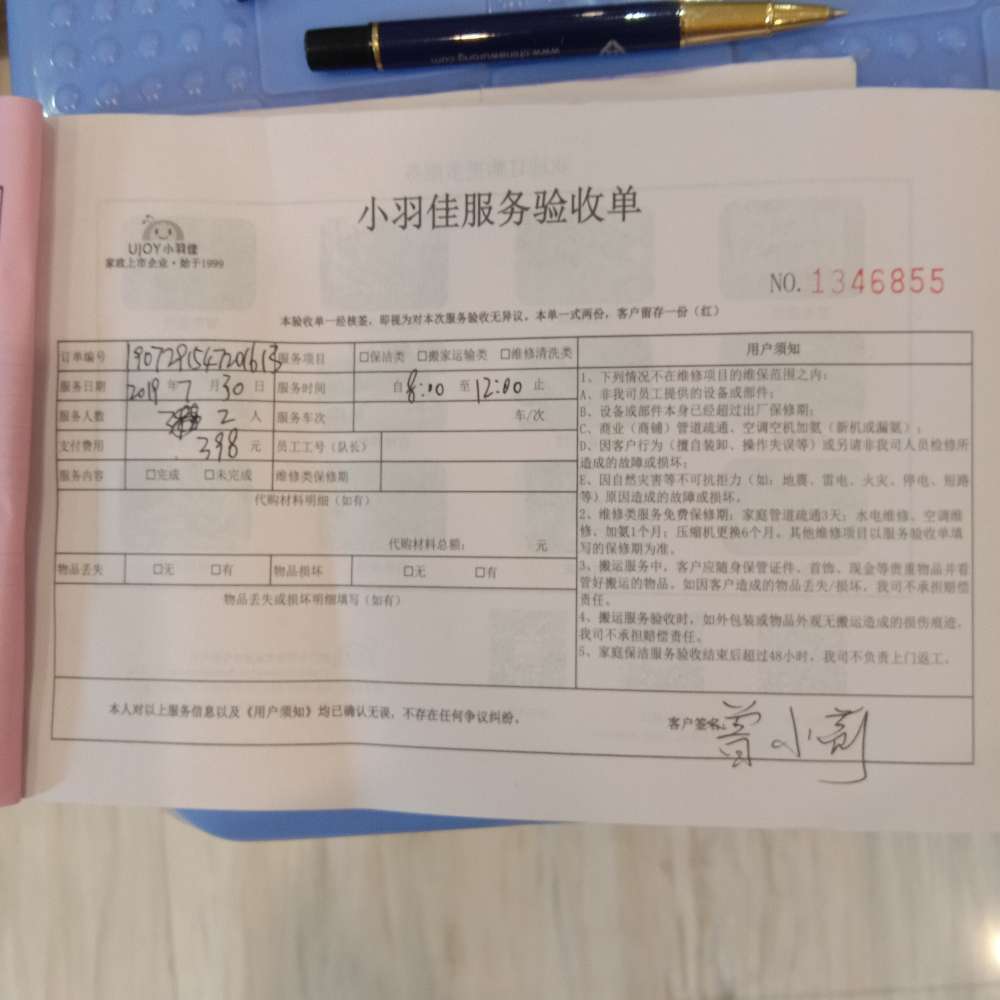 www.chinawurong.com
小羽佳服务验收单
UJOY小羽佳
家政上市企业·始于1999
NO.1346855
本验收单一经核签，即视为对本次服务验收无异议。本单一式两份，客户留存一份（红）
订单编号 服务项目 □保洁类 □搬家运输类 □维修清洗类
服务日期 2019年7月30日 服务时间 自8:00至12:00止
服务人数 2人 服务车次 车/次
支付费用 398元 员工工号（队长）
服务内容 □完成 □未完成 维修类保修期
代购材料明细（如有）
代购材料总额： 元
物品丢失 □无 □有 物品损坏 □无 □有
物品丢失或损坏明细填写（如有）
用户须知
1、下列情况不在维修项目的维保范围之内：
A、非我司员工提供的设备或部件；
B、设备或部件本身已经超过出厂保修期；
C、商业（商铺）管道疏通、空调空机加氨（新机或漏氨）；
D、因客户行为（擅自装卸、操作失误等）或另请非我司人员检修所
造成的故障或损坏；
E、因自然灾害等不可抗拒力（如：地震、雷电、火灾、停电、短路
等）原因造成的故障或损坏。
2、维修类服务免费保修期：家庭管道疏通3天；水电维修、空调维
修、加氨1个月；压缩机更换6个月。其他维修项目以服务验收单填
写的保修期为准。
3、搬运服务中，客户应随身保管证件、首饰、现金等贵重物品并看
管好搬运的物品。如因客户造成的物品丢失/损坏，我司不承担赔偿
责任。
4、搬运服务验收时，如外包装或物品外观无搬运造成的损伤痕迹，
我司不承担赔偿责任。
5、家庭保洁服务验收结束后超过48小时，我司不负责上门返工。
本人对以上服务信息以及《用户须知》均已确认无误，不存在任何争议纠纷。
客户签名：曾小